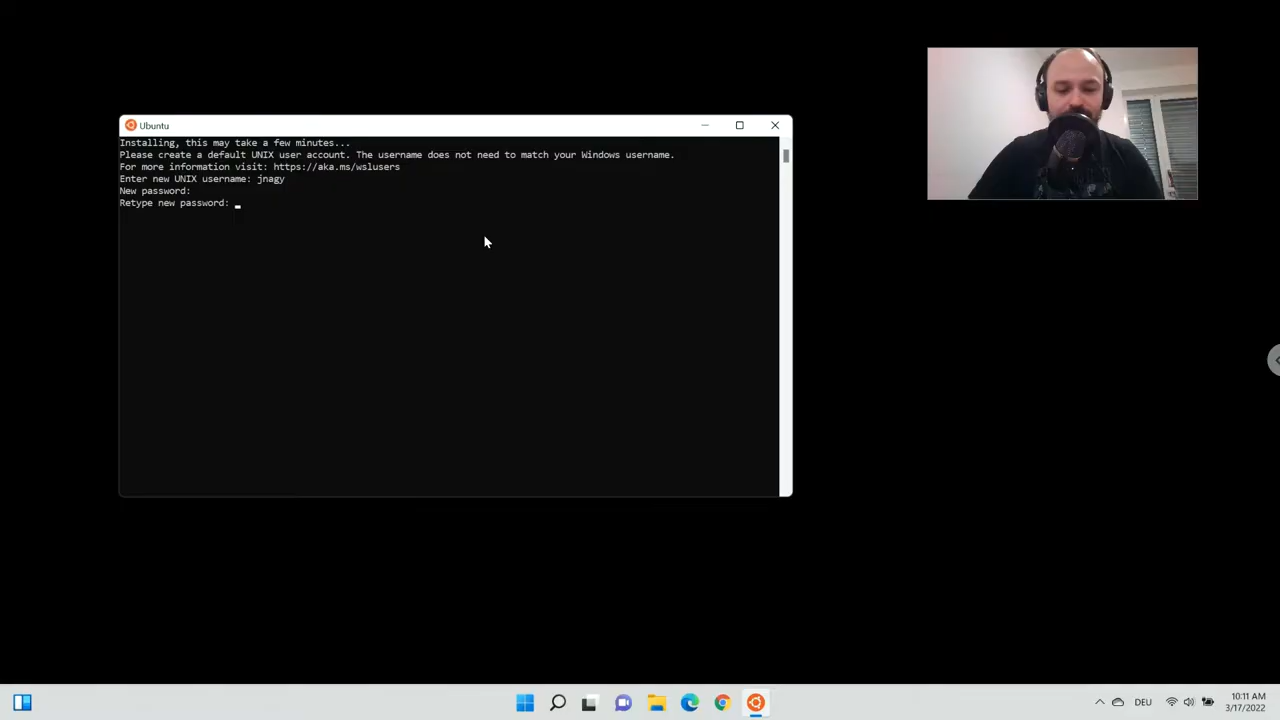 Ubuntu
Installing, this may take a few minutes...
Please create a default UNIX user account. The username does not need to match your Windows username.
For more information visit: https://aka.ms/wslusers
Enter new UNIX username: jnagy
New password:
Retype new password:
DEU
10:11 AM
3/17/2022